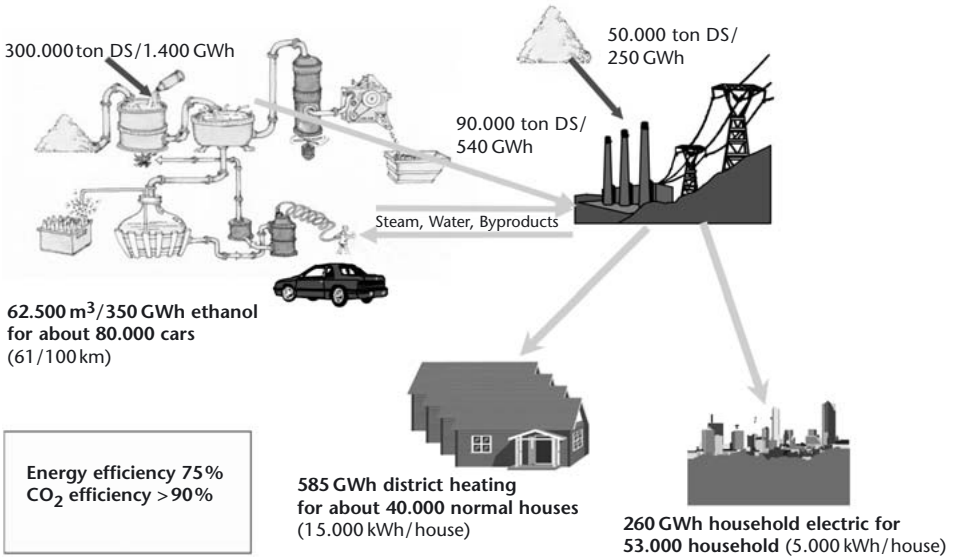 300.000 ton DS/1.400 GWh
50.000 ton DS/
250 GWh
90.000 ton DS/
540 GWh
Steam, Water, Byproducts
62.500 m³/350 GWh ethanol
for about 80.000 cars
(61/100 km)
Energy efficiency 75%
CO₂ efficiency >90%
585 GWh district heating
for about 40.000 normal houses
(15.000 kWh/house)
260 GWh household electric for
53.000 household (5.000 kWh/house)